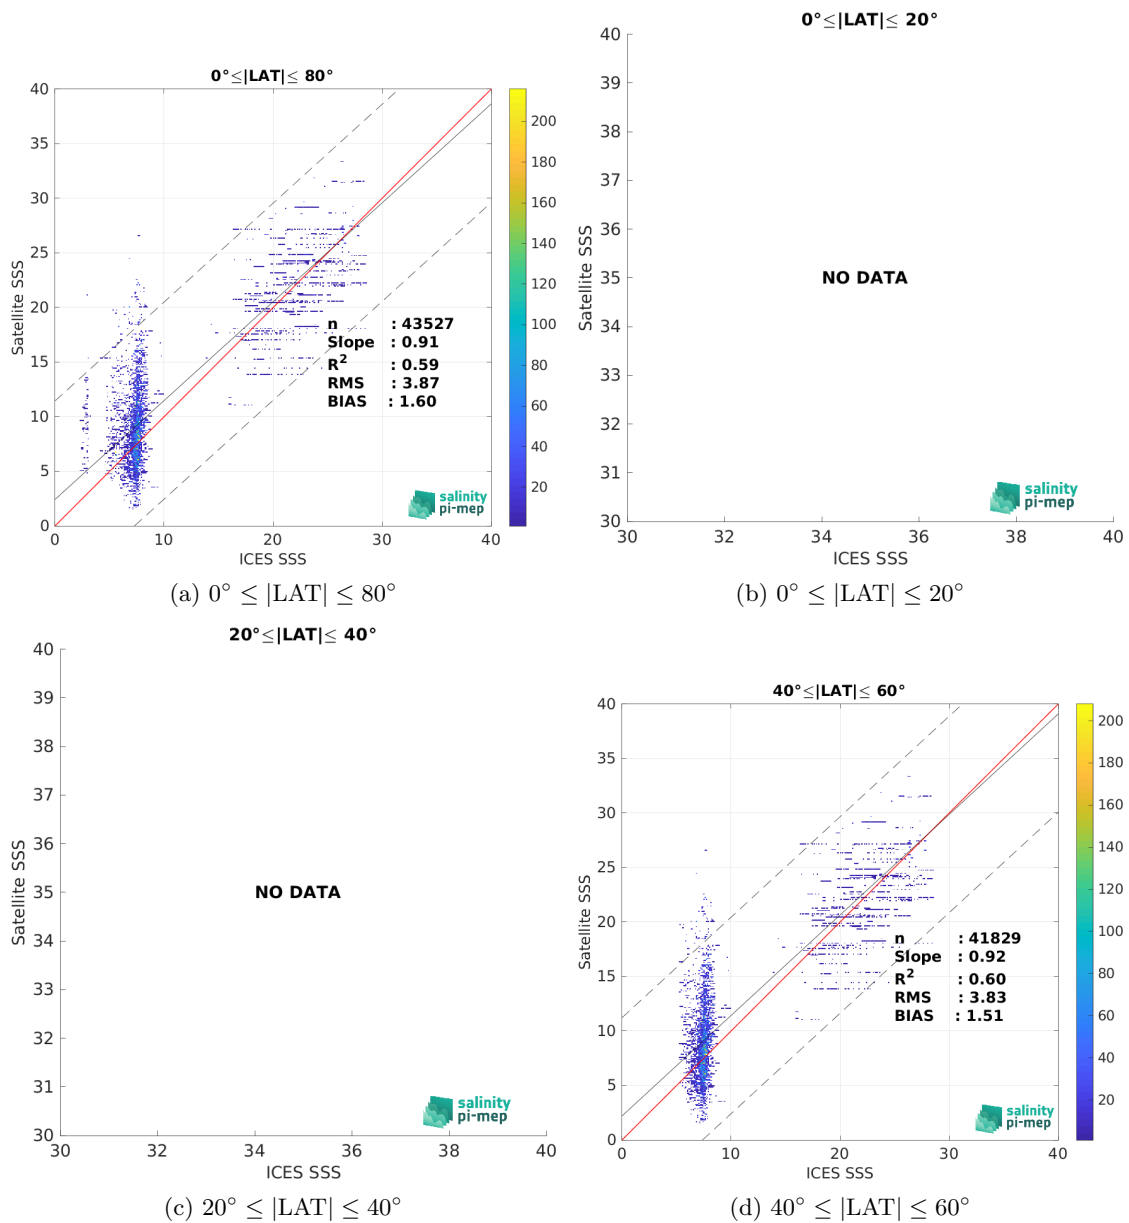 0°≤|LAT|≤ 80°
40
35
30
25
20
15
10
5
0
Satellite SSS
0
10
20
30
40
ICES SSS
200
180
160
140
120
100
80
60
40
20
n : 43527
Slope : 0.91
R2 : 0.59
RMS : 3.87
BIAS : 1.60
salinity
pi-mep
(a) 0° ≤ |LAT| ≤ 80°
0°≤|LAT|≤ 20°
40
39
38
37
36
35
34
33
32
31
30
Satellite SSS
NO DATA
30
32
34
36
38
40
ICES SSS
salinity
pi-mep
(b) 0° ≤ |LAT| ≤ 20°
20°≤|LAT|≤ 40°
40
39
38
37
36
35
34
33
32
31
30
Satellite SSS
NO DATA
30
32
34
36
38
40
ICES SSS
salinity
pi-mep
(c) 20° ≤ |LAT| ≤ 40°
40°≤|LAT|≤ 60°
40
35
30
25
20
15
10
5
0
Satellite SSS
0
10
20
30
40
ICES SSS
200
180
160
140
120
100
80
60
40
20
n : 41829
Slope : 0.92
R2 : 0.60
RMS : 3.83
BIAS : 1.51
salinity
pi-mep
(d) 40° ≤ |LAT| ≤ 60°